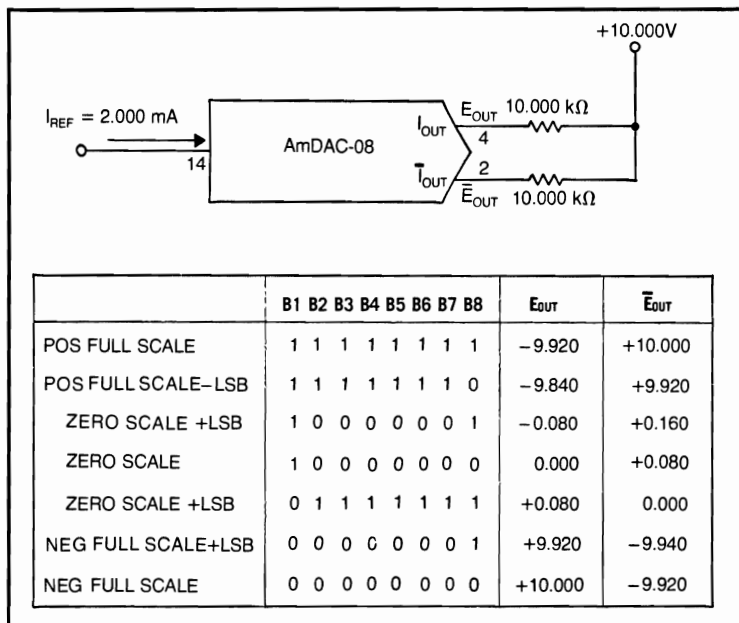 +10.000V
I_REF = 2.000 mA
14
AmDAC-08
I_OUT
E_OUT 10.000 kΩ
4
I̅_OUT
2
E̅_OUT 10.000 kΩ
B1 B2 B3 B4 B5 B6 B7 B8 E_OUT E̅_OUT
POS FULL SCALE 1 1 1 1 1 1 1 1 −9.920 +10.000
POS FULL SCALE−LSB 1 1 1 1 1 1 1 0 −9.840 +9.920
ZERO SCALE +LSB 1 0 0 0 0 0 0 1 −0.080 +0.160
ZERO SCALE 1 0 0 0 0 0 0 0 0.000 +0.080
ZERO SCALE +LSB 0 1 1 1 1 1 1 1 +0.080 0.000
NEG FULL SCALE+LSB 0 0 0 0 0 0 0 1 +9.920 −9.940
NEG FULL SCALE 0 0 0 0 0 0 0 0 +10.000 −9.920